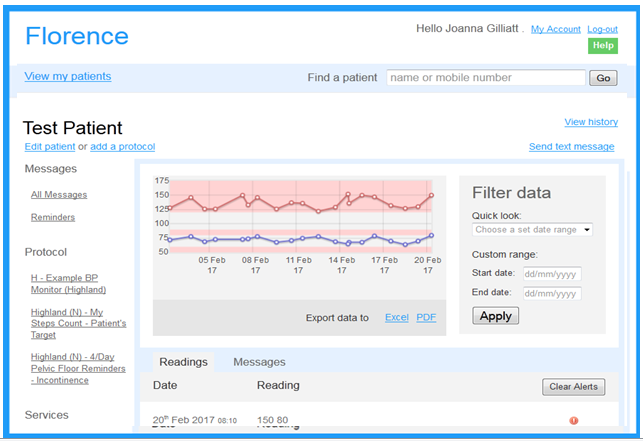 Florence
Hello Joanna Gilliatt . My Account Log-out
Help
View my patients
Find a patient name or mobile number Go
Test Patient
View history
Edit patient or add a protocol
Send text message
Messages
All Messages
Reminders
Protocol
H - Example BP
Monitor (Highland)
Highland (N) - My
Steps Count - Patient's
Target
Highland (N) - 4/Day
Pelvic Floor Reminders
- Incontinence
Services
175
150
125
100
75
50
05 Feb 08 Feb 11 Feb 14 Feb 17 Feb 20 Feb
17 17 17 17 17 17
Export data to Excel PDF
Filter data
Quick look:
Choose a set date range
Custom range:
Start date: dd/mm/yyyy
End date: dd/mm/yyyy
Apply
Readings Messages
Date Reading Clear Alerts
20th Feb 2017 08:10 150 80